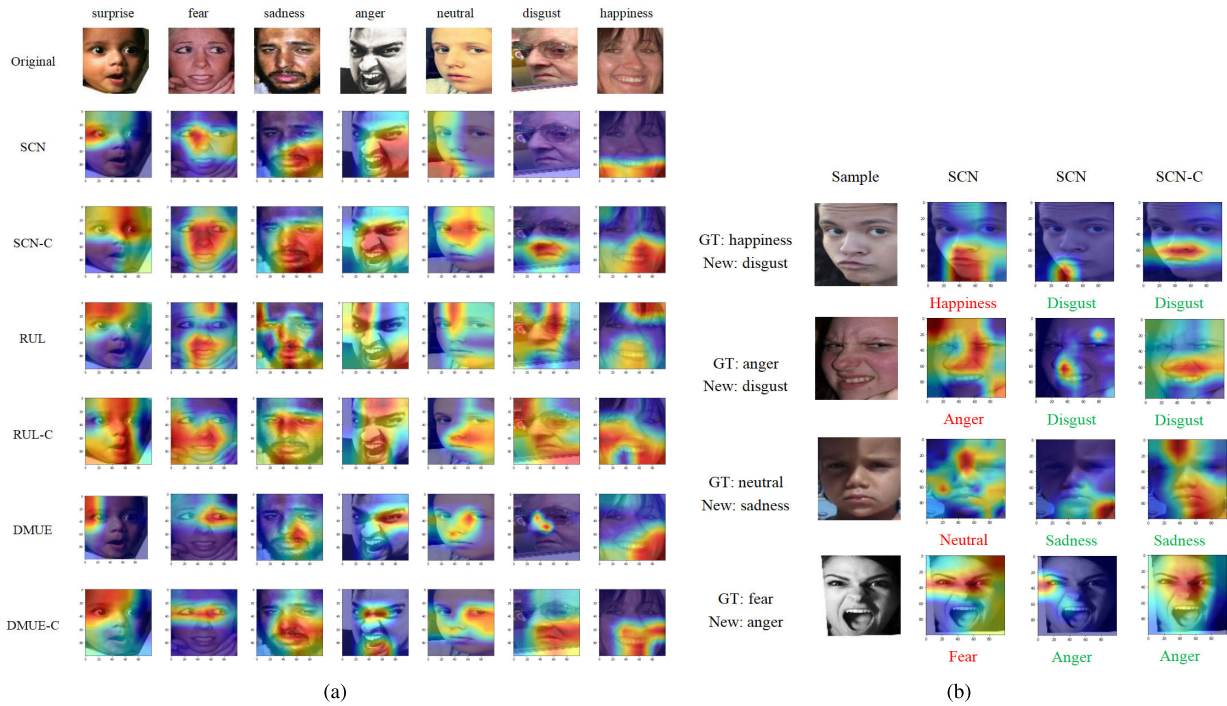 surprise fear sadness anger neutral disgust happiness
Original
SCN
SCN-C
RUL
RUL-C
DMUE
DMUE-C
(a)
Sample SCN SCN SCN-C
GT: happiness
New: disgust
Happiness Disgust Disgust
GT: anger
New: disgust
Anger Disgust Disgust
GT: neutral
New: sadness
Neutral Sadness Sadness
GT: fear
New: anger
Fear Anger Anger
(b)